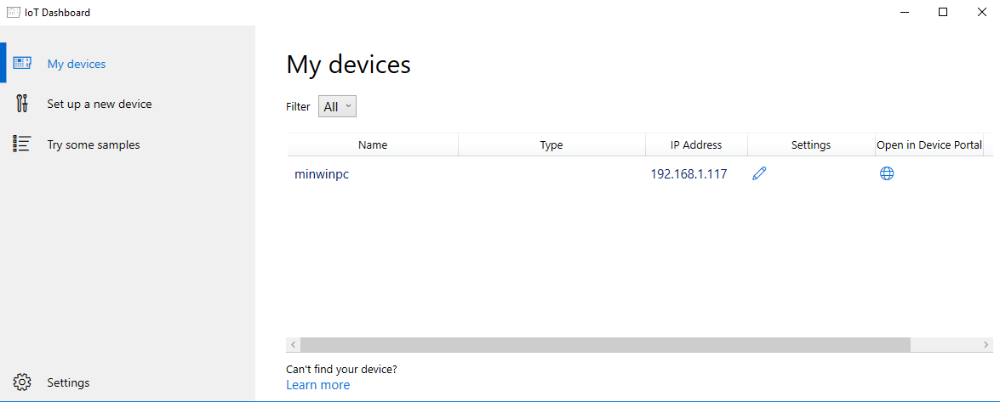 IoT Dashboard
My devices
Set up a new device
Try some samples
Settings
My devices
Filter All
Name Type IP Address Settings Open in Device Portal
minwinpc 192.168.1.117
Can't find your device?
Learn more